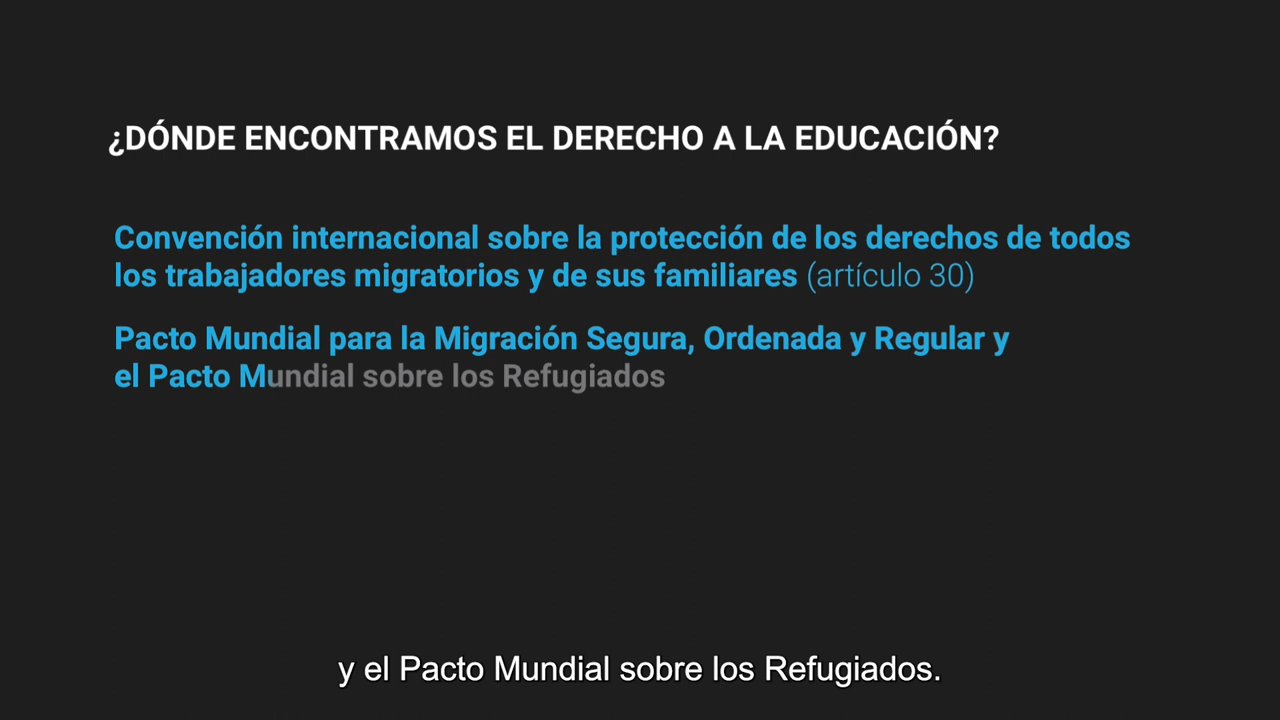 ¿DÓNDE ENCONTRAMOS EL DERECHO A LA EDUCACIÓN?
Convención internacional sobre la protección de los derechos de todos
los trabajadores migratorios y de sus familiares (artículo 30)
Pacto Mundial para la Migración Segura, Ordenada y Regular y
el Pacto Mundial sobre los Refugiados
y el Pacto Mundial sobre los Refugiados.